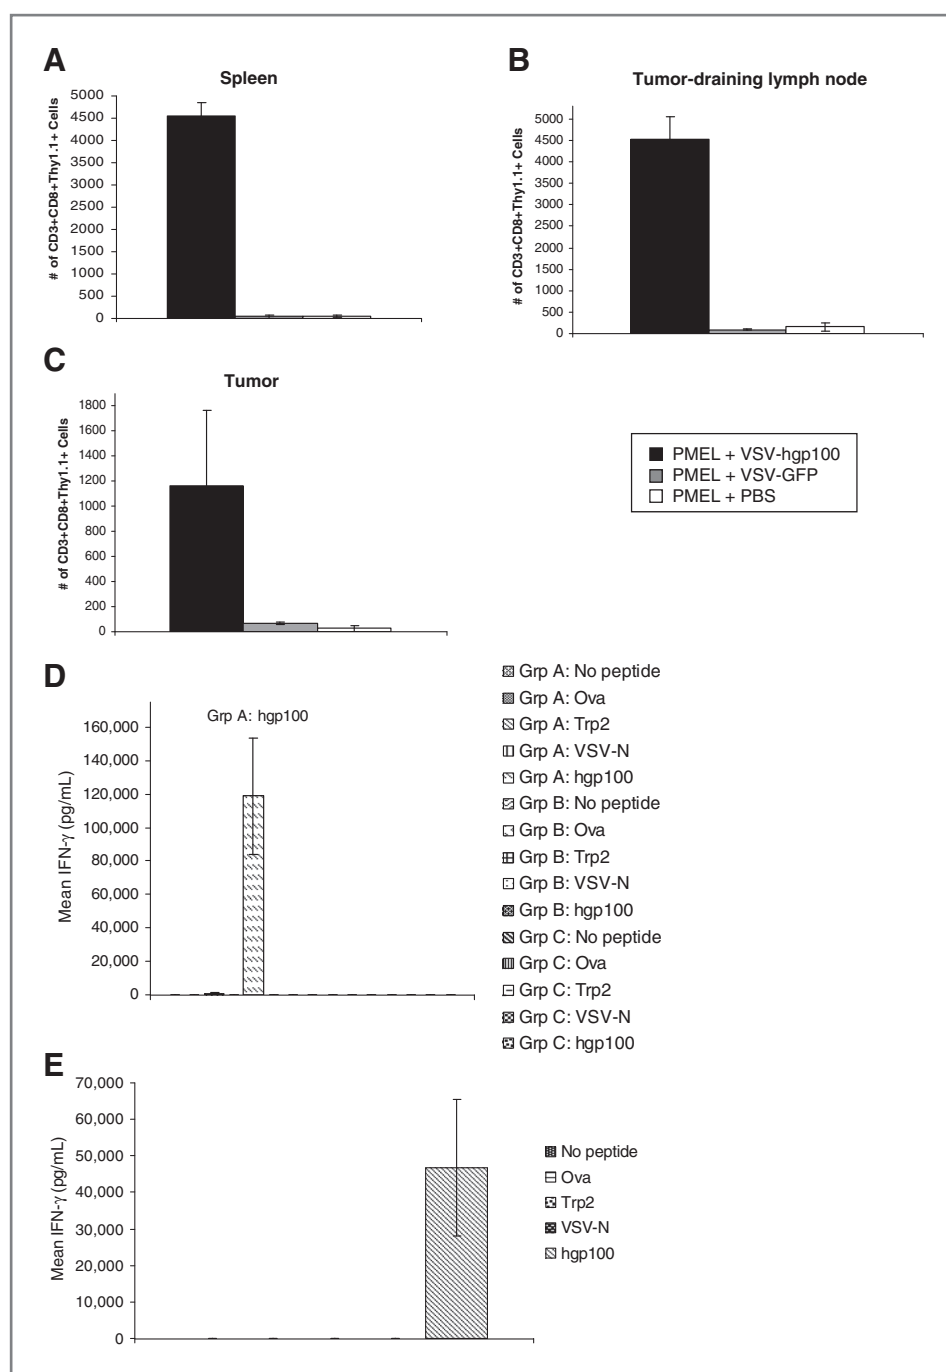 A
Spleen
# of CD3+CD8+Thy1.1+ Cells
5000
4500
4000
3500
3000
2500
2000
1500
1000
500
0
B
Tumor-draining lymph node
# of CD3+CD8+Thy1.1+ Cells
5000
4500
4000
3500
3000
2500
2000
1500
1000
500
0
C
Tumor
# of CD3+CD8+Thy1.1+ Cells
1800
1600
1400
1200
1000
800
600
400
200
0
PMEL + VSV-hgp100
PMEL + VSV-GFP
PMEL + PBS
D
Grp A: hgp100
Mean IFN-γ (pg/mL)
160,000
140,000
120,000
100,000
80,000
60,000
40,000
20,000
0
Grp A: No peptide
Grp A: Ova
Grp A: Trp2
Grp A: VSV-N
Grp A: hgp100
Grp B: No peptide
Grp B: Ova
Grp B: Trp2
Grp B: VSV-N
Grp B: hgp100
Grp C: No peptide
Grp C: Ova
Grp C: Trp2
Grp C: VSV-N
Grp C: hgp100
E
Mean IFN-γ (pg/mL)
70,000
60,000
50,000
40,000
30,000
20,000
10,000
0
No peptide
Ova
Trp2
VSV-N
hgp100